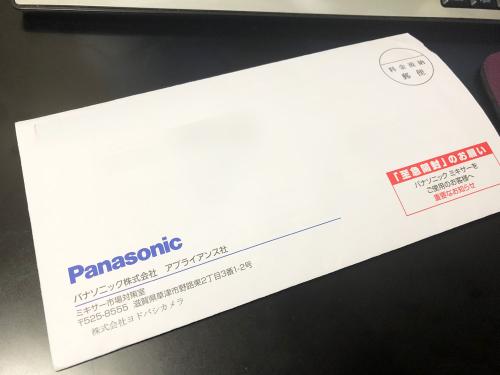 料金後納
郵便
「至急開封」のお願い
パナソニック ミキサーを
ご使用のお客様へ
重要なお知らせ
Panasonic
パナソニック株式会社 アプライアンス社
ミキサー市場対策室
〒525-8555 滋賀県草津市野路東2丁目3番1-2号
株式会社ヨドバシカメラ